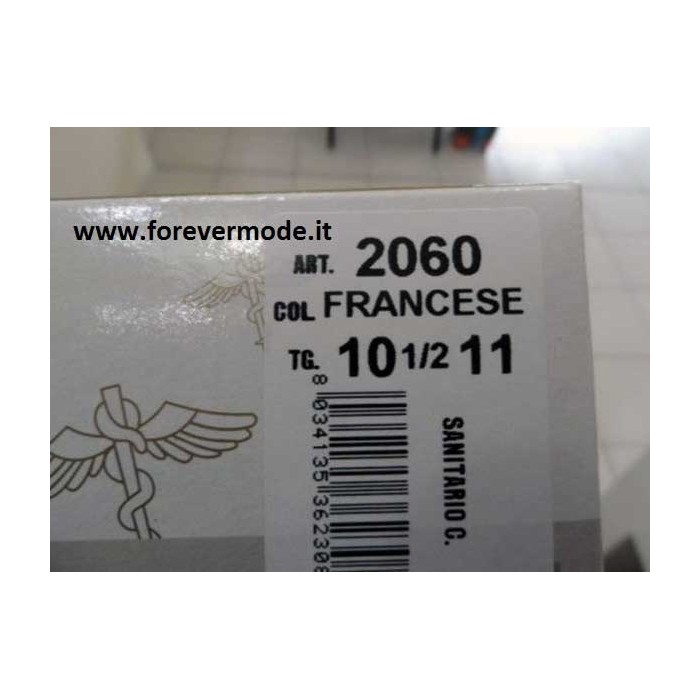 www.forevermode.it
ART. 2060
COL FRANCESE
TG. 10 1/2 11
8 034135 362308
SANITARIO C.